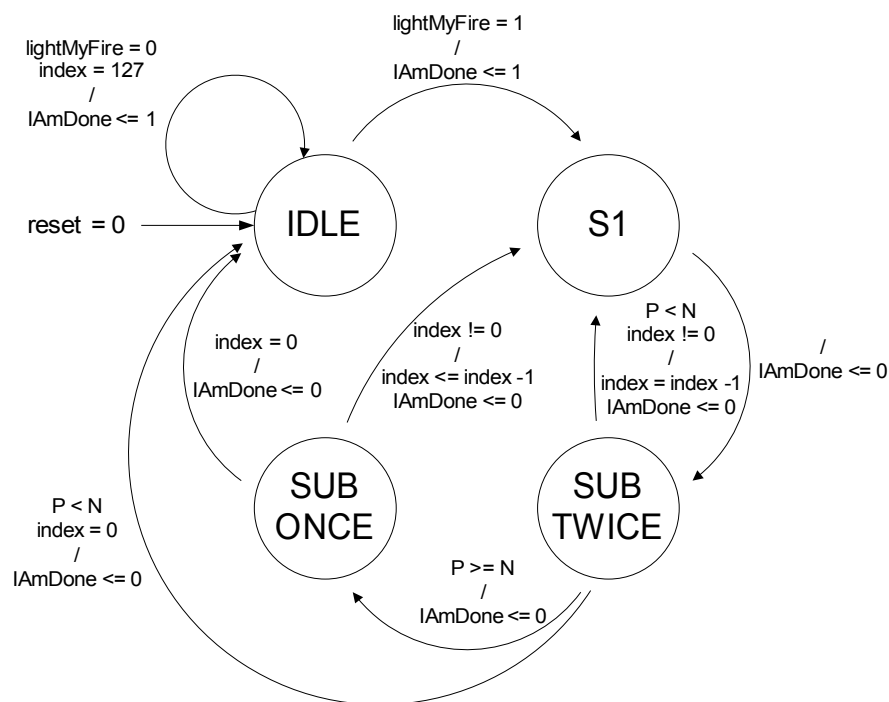 lightMyFire = 0
index = 127
/
IAmDone <= 1
lightMyFire = 1
/
IAmDone <= 1
reset = 0
IDLE
S1
index = 0
/
IAmDone <= 0
index != 0
/
index <= index -1
IAmDone <= 0
P < N
index != 0
/
index = index -1
IAmDone <= 0
/
IAmDone <= 0
SUB
ONCE
SUB
TWICE
P < N
index = 0
/
IAmDone <= 0
P >= N
/
IAmDone <= 0